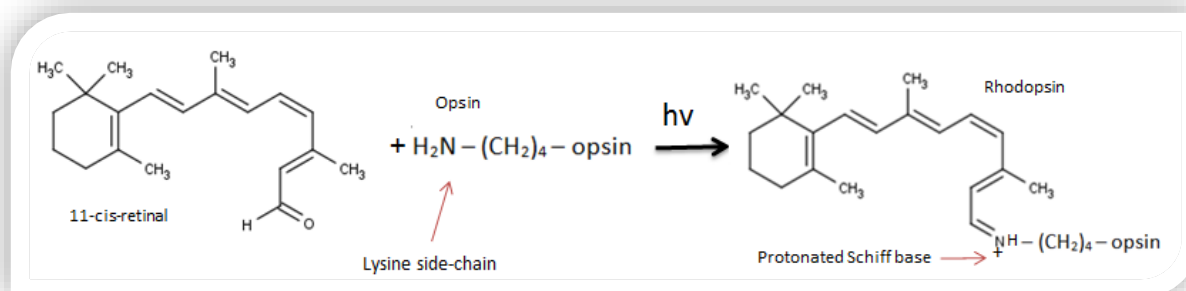 H₃C CH₃ CH₃
CH₃
CH₃
H O
11-cis-retinal
Opsin
+ H₂N – (CH₂)₄ – opsin
Lysine side-chain
hv
Rhodopsin
H₃C CH₃ CH₃
CH₃
CH₃
NH – (CH₂)₄ – opsin
+
Protonated Schiff base